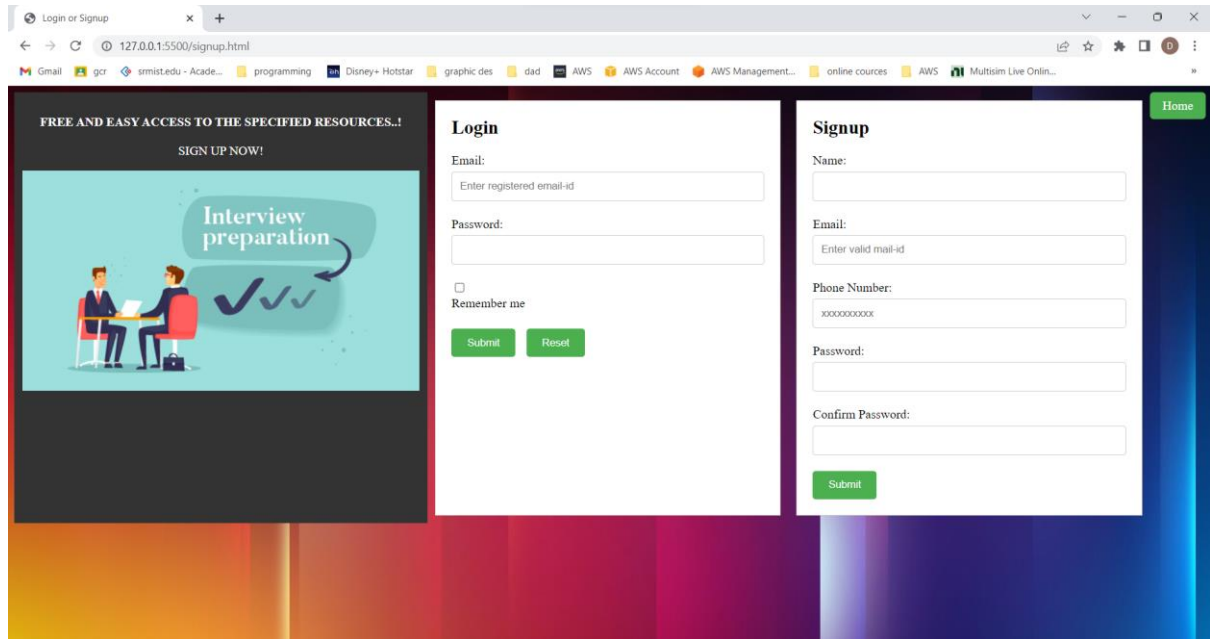 Login or Signup
127.0.0.1:5500/signup.html
Gmail gcr srmist.edu - Acade... programming Disney+ Hotstar graphic des dad AWS AWS Account AWS Management... online cources AWS Multisim Live Onlin... »
FREE AND EASY ACCESS TO THE SPECIFIED RESOURCES..!
SIGN UP NOW!
Interview
preparation
Login
Email:
Enter registered email-id
Password:
Remember me
Submit Reset
Signup
Name:
Email:
Enter valid mail-id
Phone Number:
xxxxxxxxxx
Password:
Confirm Password:
Submit
Home